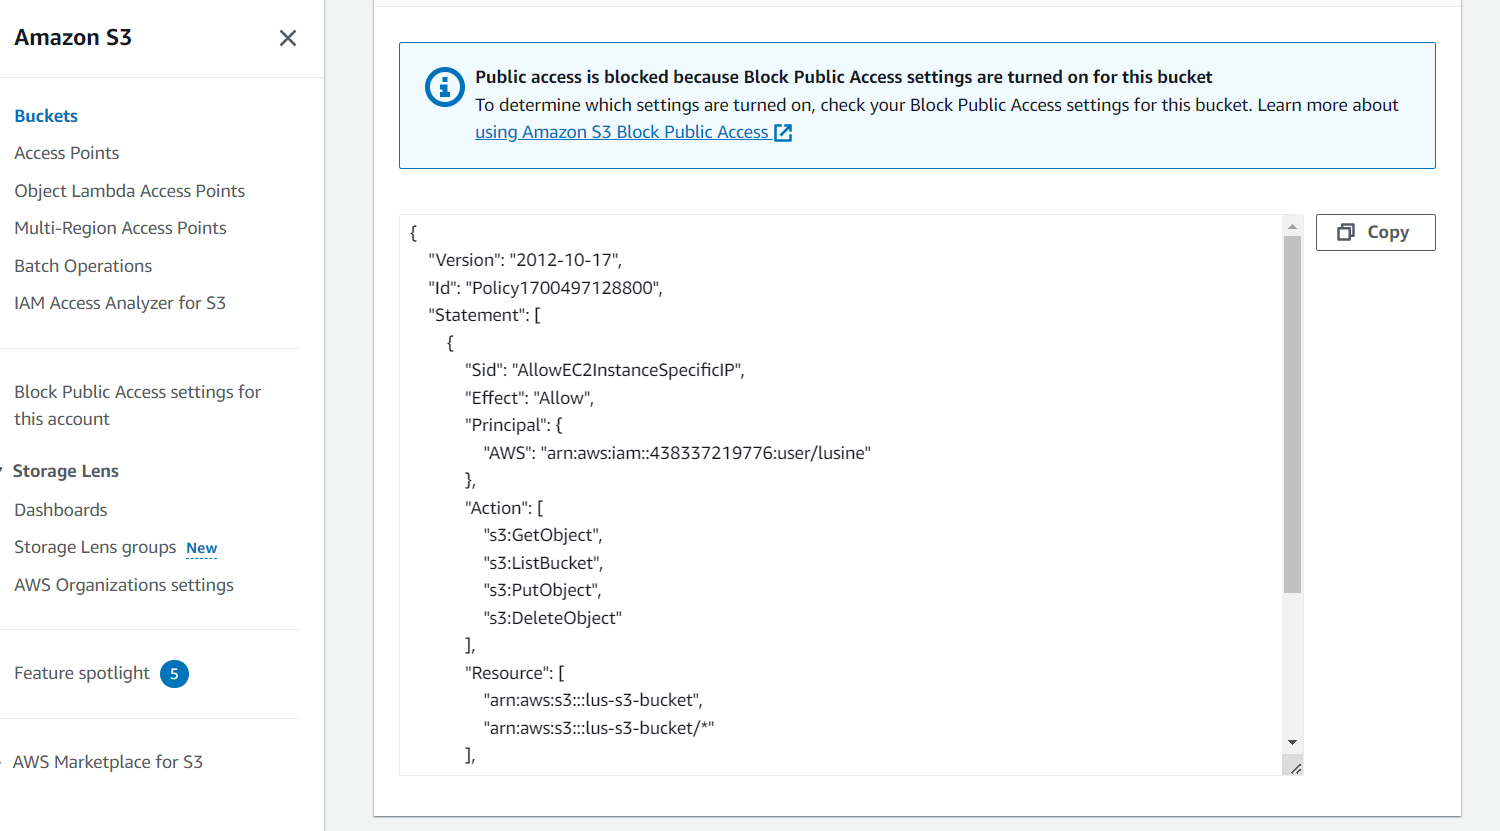 Amazon S3
Buckets
Access Points
Object Lambda Access Points
Multi-Region Access Points
Batch Operations
IAM Access Analyzer for S3
Block Public Access settings for
this account
Storage Lens
Dashboards
Storage Lens groups New
AWS Organizations settings
Feature spotlight 5
AWS Marketplace for S3
Public access is blocked because Block Public Access settings are turned on for this bucket
To determine which settings are turned on, check your Block Public Access settings for this bucket. Learn more about
using Amazon S3 Block Public Access
Copy
{
"Version": "2012-10-17",
"Id": "Policy1700497128800",
"Statement": [
{
"Sid": "AllowEC2InstanceSpecificIP",
"Effect": "Allow",
"Principal": {
"AWS": "arn:aws:iam::438337219776:user/lusine"
},
"Action": [
"s3:GetObject",
"s3:ListBucket",
"s3:PutObject",
"s3:DeleteObject"
],
"Resource": [
"arn:aws:s3:::lus-s3-bucket",
"arn:aws:s3:::lus-s3-bucket/*"
],